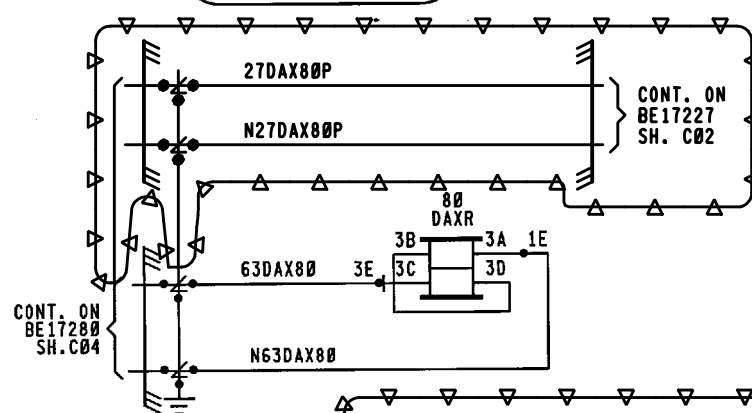 27DAX80P
N27DAX80P
CONT. ON
BE17227
SH. C02
80
DAXR
3B 3A 1E
63DAX80 3E 3C 3D
CONT. ON
BE17280
SH.C04
N63DAX80